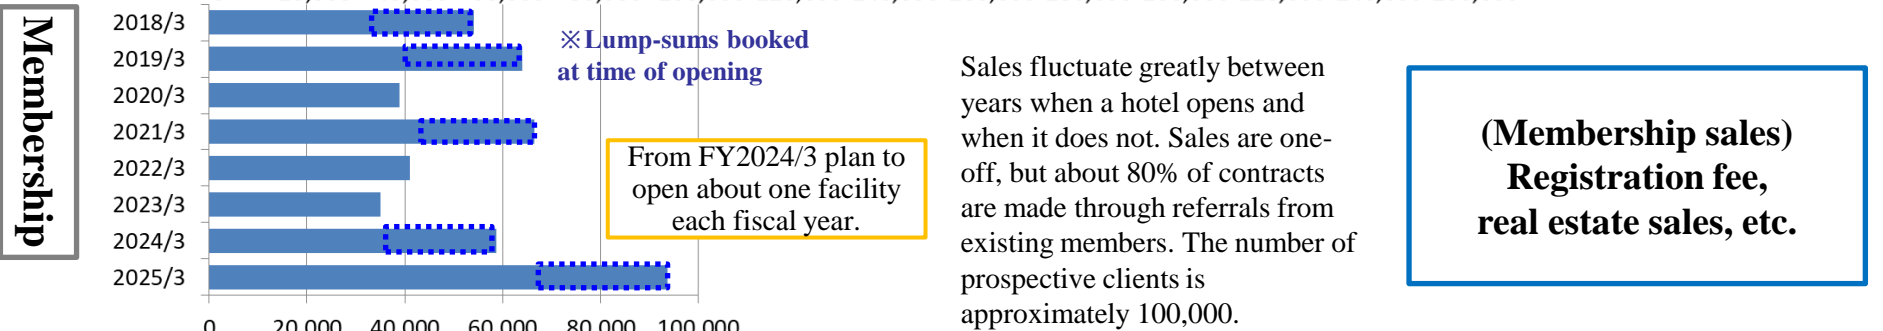 Membership
2018/3
2019/3
2020/3
2021/3
2022/3
2023/3
2024/3
2025/3
0 20,000 40,000 60,000 80,000 100,000
※Lump-sums booked
at time of opening
From FY2024/3 plan to
open about one facility
each fiscal year.
Sales fluctuate greatly between
years when a hotel opens and
when it does not. Sales are one-
off, but about 80% of contracts
are made through referrals from
existing members. The number of
prospective clients is
approximately 100,000.
(Membership sales)
Registration fee,
real estate sales, etc.